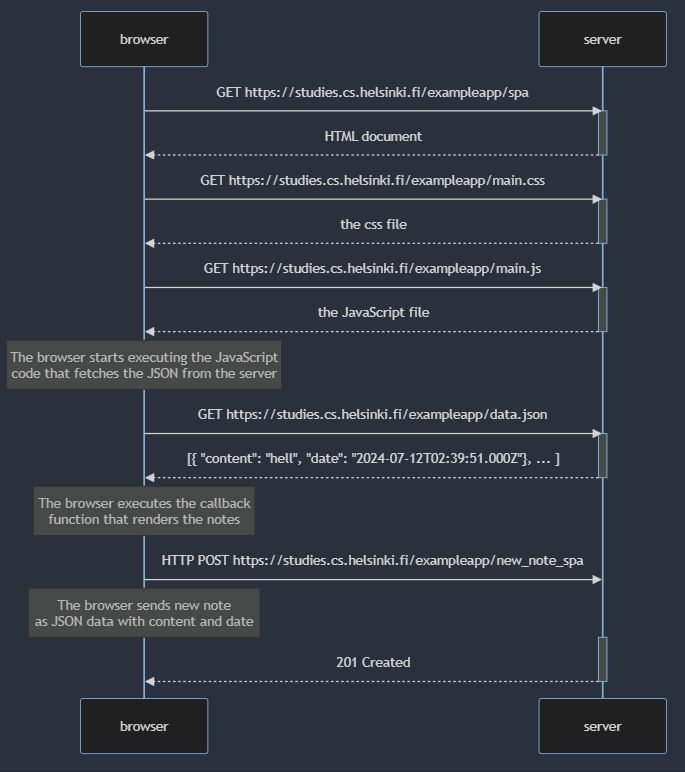 browser
server
GET https://studies.cs.helsinki.fi/exampleapp/spa
HTML document
GET https://studies.cs.helsinki.fi/exampleapp/main.css
the css file
GET https://studies.cs.helsinki.fi/exampleapp/main.js
the JavaScript file
The browser starts executing the JavaScript
code that fetches the JSON from the server
GET https://studies.cs.helsinki.fi/exampleapp/data.json
[{ "content": "hell", "date": "2024-07-12T02:39:51.000Z"}, ... ]
The browser executes the callback
function that renders the notes
HTTP POST https://studies.cs.helsinki.fi/exampleapp/new_note_spa
The browser sends new note
as JSON data with content and date
201 Created
browser
server